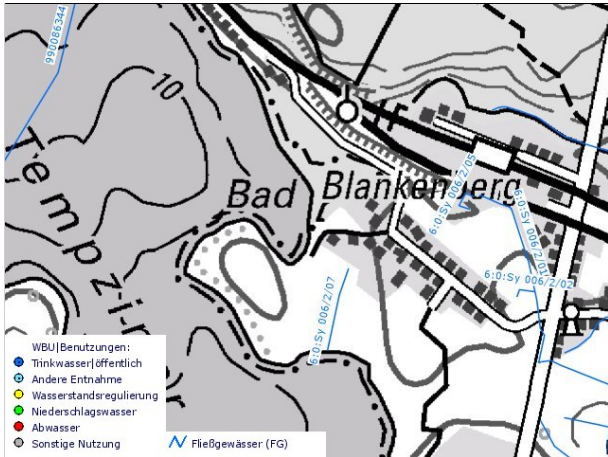 990086344
10
Tempzin
Bad Blankenberg
6:0:Sy 006/2/05
6:0:Sy 006/2/01
6:0:Sy 006/2/02
6:0:Sy 006/2/07
WBU|Benutzungen:
Trinkwasser|öffentlich
Andere Entnahme
Wasserstandsregulierung
Niederschlagswasser
Abwasser
Sonstige Nutzung
Fließgewässer (FG)